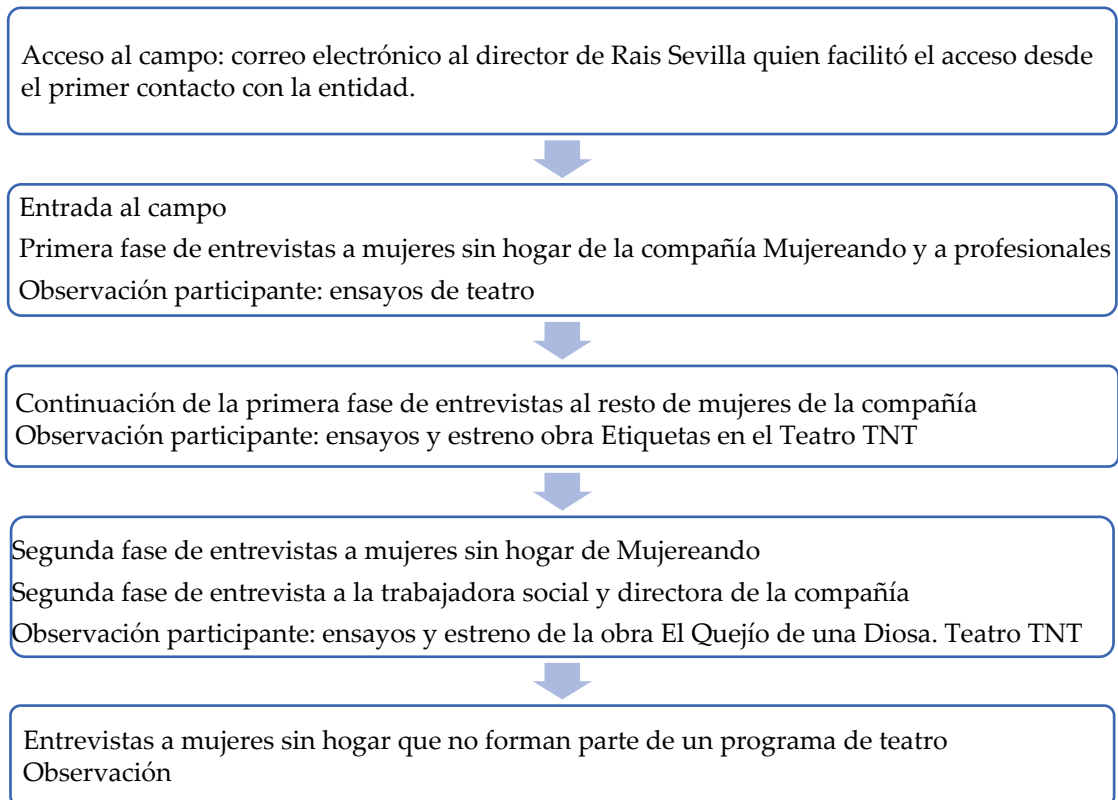 Acceso al campo: correo electrónico al director de Rais Sevilla quien facilitó el acceso desde
el primer contacto con la entidad.
Entrada al campo
Primera fase de entrevistas a mujeres sin hogar de la compañía Mujereando y a profesionales
Observación participante: ensayos de teatro
Continuación de la primera fase de entrevistas al resto de mujeres de la compañía
Observación participante: ensayos y estreno obra Etiquetas en el Teatro TNT
Segunda fase de entrevistas a mujeres sin hogar de Mujereando
Segunda fase de entrevista a la trabajadora social y directora de la compañía
Observación participante: ensayos y estreno de la obra El Quejío de una Diosa. Teatro TNT
Entrevistas a mujeres sin hogar que no forman parte de un programa de teatro
Observación